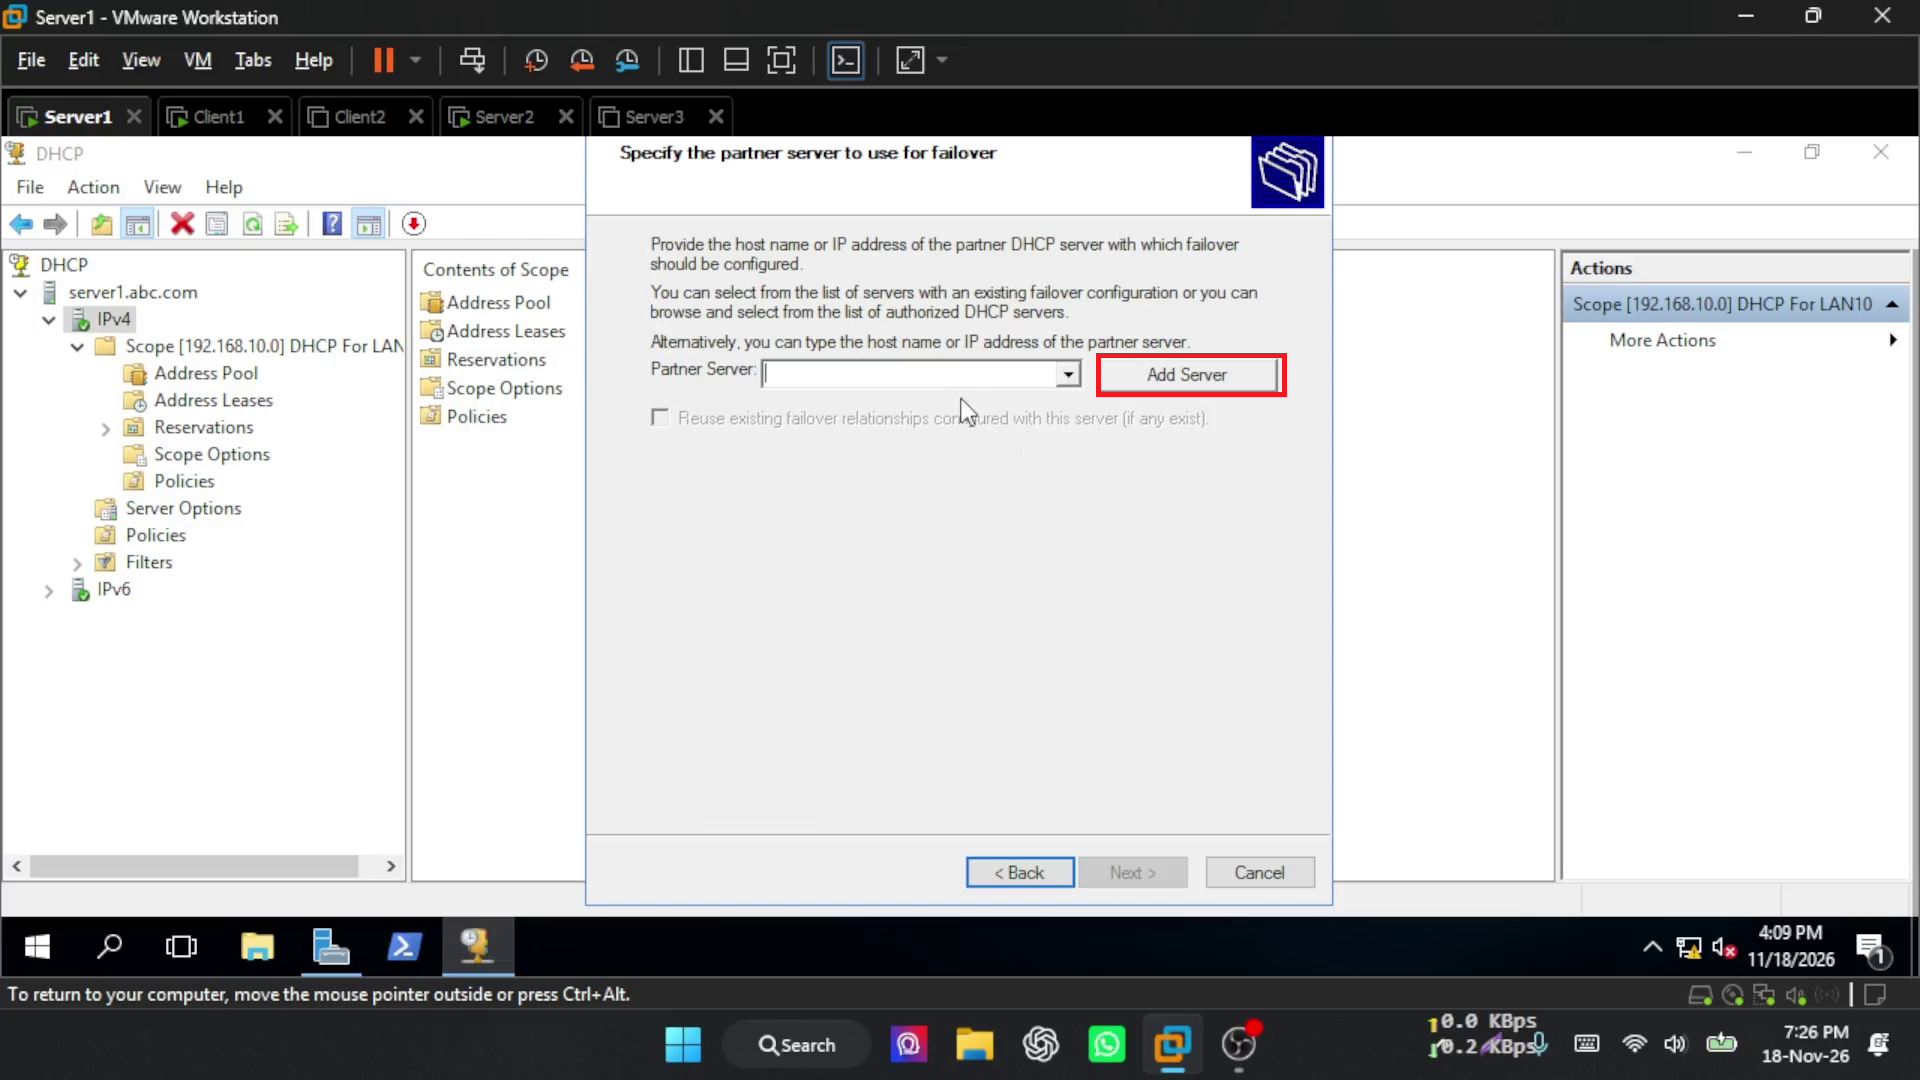 Server1 - VMware Workstation
File Edit View VM Tabs Help
Server1 Client1 Client2 Server2 Server3
DHCP
File Action View Help
DHCP
server1.abc.com
IPv4
Scope [192.168.10.0] DHCP For LAN
Address Pool
Address Leases
Reservations
Scope Options
Policies
Server Options
Policies
Filters
IPv6
Contents of Scope
Address Pool
Address Leases
Reservations
Scope Options
Policies
Specify the partner server to use for failover
Provide the host name or IP address of the partner DHCP server with which failover
should be configured.
You can select from the list of servers with an existing failover configuration or you can
browse and select from the list of authorized DHCP servers.
Alternatively, you can type the host name or IP address of the partner server.
Partner Server: Add Server
Reuse existing failover relationships configured with this server (if any exist).
< Back Next > Cancel
Actions
Scope [192.168.10.0] DHCP For LAN10
More Actions
4:09 PM
11/18/2026
1
To return to your computer, move the mouse pointer outside or press Ctrl+Alt.
Search
0.0 KBps
0.2 KBps
7:26 PM
18-Nov-26